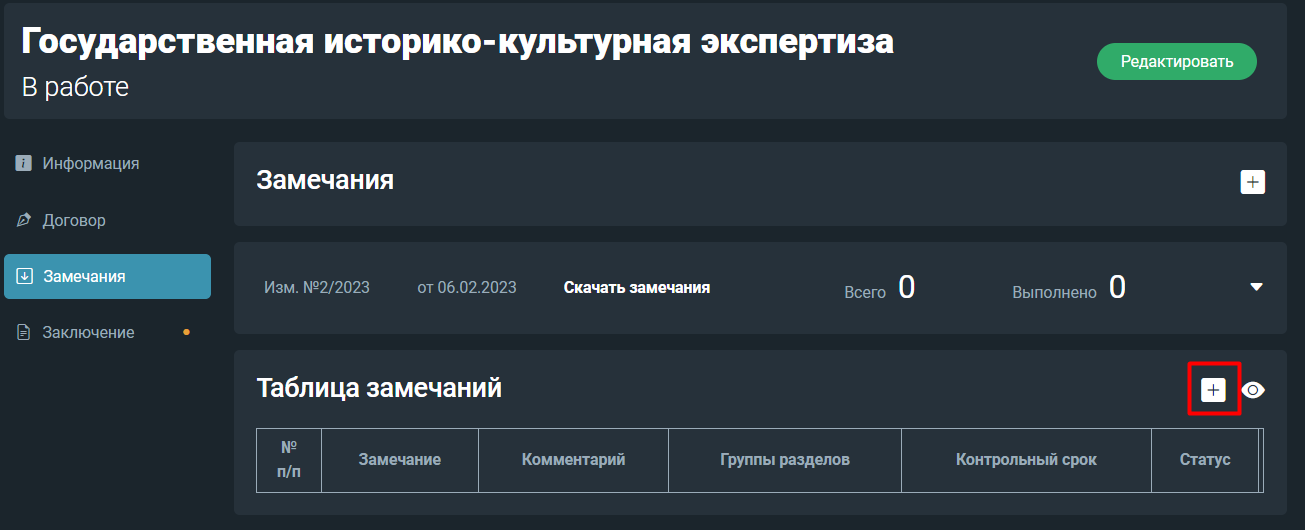 Государственная историко-культурная экспертиза
В работе
Редактировать
Информация
Договор
Замечания
Заключение
Замечания
Изм. №2/2023 от 06.02.2023 Скачать замечания Всего 0 Выполнено 0
Таблица замечаний
№ п/п Замечание Комментарий Группы разделов Контрольный срок Статус